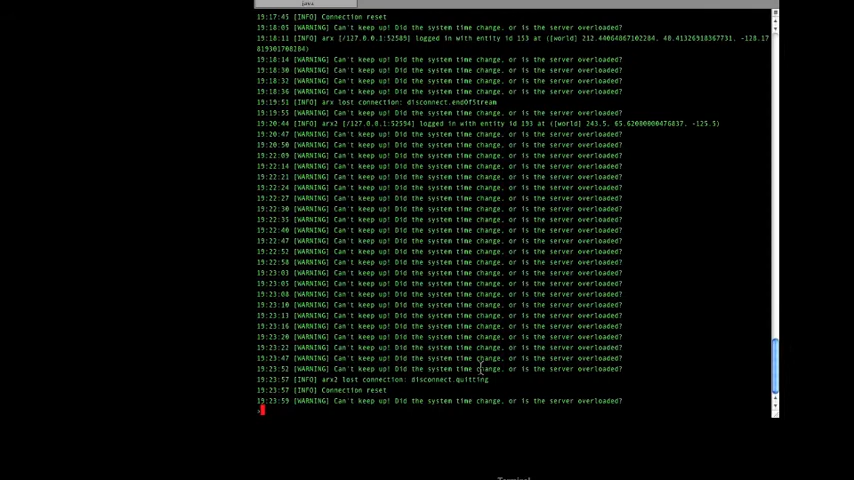 java
19:17:45 [INFO] Connection reset
19:18:05 [WARNING] Can't keep up! Did the system time change, or is the server overloaded?
19:18:11 [INFO] arx [/127.0.0.1:52589] logged in with entity id 153 at ([world] 212.44064867102284, 48.41326918367731, -128.17
819301708284)
19:18:14 [WARNING] Can't keep up! Did the system time change, or is the server overloaded?
19:18:30 [WARNING] Can't keep up! Did the system time change, or is the server overloaded?
19:18:32 [WARNING] Can't keep up! Did the system time change, or is the server overloaded?
19:18:36 [WARNING] Can't keep up! Did the system time change, or is the server overloaded?
19:19:51 [INFO] arx lost connection: disconnect.endOfStream
19:19:55 [WARNING] Can't keep up! Did the system time change, or is the server overloaded?
19:20:44 [INFO] arx2 [/127.0.0.1:52594] logged in with entity id 193 at ([world] 243.5, 65.62000000476837, -125.5)
19:20:47 [WARNING] Can't keep up! Did the system time change, or is the server overloaded?
19:20:50 [WARNING] Can't keep up! Did the system time change, or is the server overloaded?
19:22:09 [WARNING] Can't keep up! Did the system time change, or is the server overloaded?
19:22:14 [WARNING] Can't keep up! Did the system time change, or is the server overloaded?
19:22:21 [WARNING] Can't keep up! Did the system time change, or is the server overloaded?
19:22:24 [WARNING] Can't keep up! Did the system time change, or is the server overloaded?
19:22:27 [WARNING] Can't keep up! Did the system time change, or is the server overloaded?
19:22:30 [WARNING] Can't keep up! Did the system time change, or is the server overloaded?
19:22:35 [WARNING] Can't keep up! Did the system time change, or is the server overloaded?
19:22:40 [WARNING] Can't keep up! Did the system time change, or is the server overloaded?
19:22:47 [WARNING] Can't keep up! Did the system time change, or is the server overloaded?
19:22:52 [WARNING] Can't keep up! Did the system time change, or is the server overloaded?
19:22:58 [WARNING] Can't keep up! Did the system time change, or is the server overloaded?
19:23:03 [WARNING] Can't keep up! Did the system time change, or is the server overloaded?
19:23:05 [WARNING] Can't keep up! Did the system time change, or is the server overloaded?
19:23:08 [WARNING] Can't keep up! Did the system time change, or is the server overloaded?
19:23:10 [WARNING] Can't keep up! Did the system time change, or is the server overloaded?
19:23:13 [WARNING] Can't keep up! Did the system time change, or is the server overloaded?
19:23:16 [WARNING] Can't keep up! Did the system time change, or is the server overloaded?
19:23:20 [WARNING] Can't keep up! Did the system time change, or is the server overloaded?
19:23:22 [WARNING] Can't keep up! Did the system time change, or is the server overloaded?
19:23:47 [WARNING] Can't keep up! Did the system time change, or is the server overloaded?
19:23:52 [WARNING] Can't keep up! Did the system time change, or is the server overloaded?
19:23:57 [INFO] arx2 lost connection: disconnect.quitting
19:23:57 [INFO] Connection reset
19:23:59 [WARNING] Can't keep up! Did the system time change, or is the server overloaded?
>
Terminal